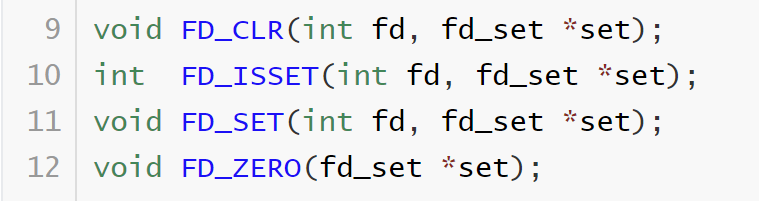 9 void FD_CLR(int fd, fd_set *set);
10 int  FD_ISSET(int fd, fd_set *set);
11 void FD_SET(int fd, fd_set *set);
12 void FD_ZERO(fd_set *set);